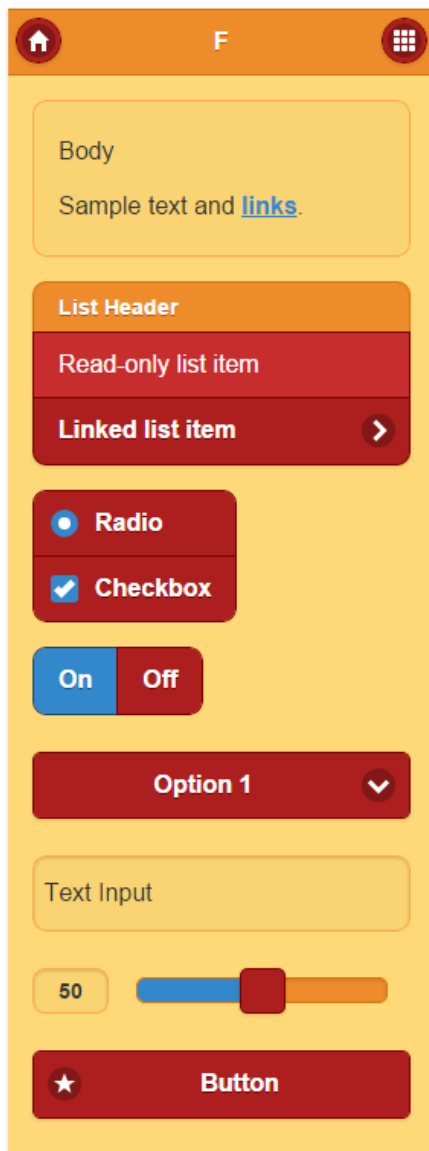 F
Body
Sample text and links.
List Header
Read-only list item
Linked list item
Radio
Checkbox
On Off
Option 1
Text Input
50
Button